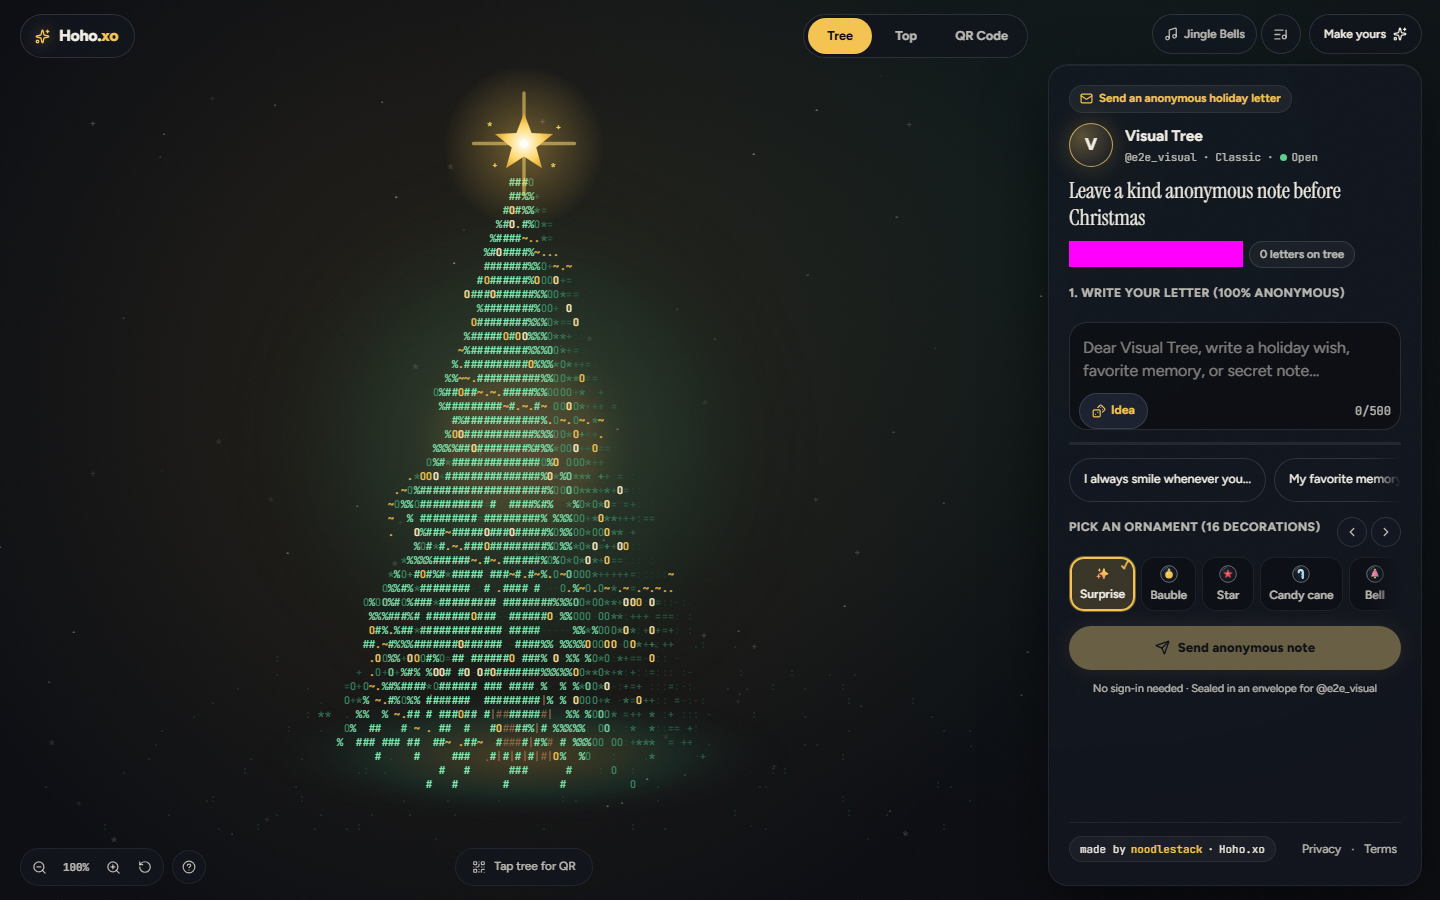 Hoho.xo
Tree
Top
QR Code
Jingle Bells
Make yours
Send an anonymous holiday letter
V
Visual Tree
@e2e_visual · Classic · Open
Leave a kind anonymous note before
Christmas
0 letters on tree
1. WRITE YOUR LETTER (100% ANONYMOUS)
Dear Visual Tree, write a holiday wish,
favorite memory, or secret note...
Idea
0/500
I always smile whenever you...
My favorite memory
PICK AN ORNAMENT (16 DECORATIONS)
Surprise
Bauble
Star
Candy cane
Bell
Send anonymous note
No sign-in needed · Sealed in an envelope for @e2e_visual
100%
Tap tree for QR
made by noodlestack · Hoho.xo
Privacy · Terms